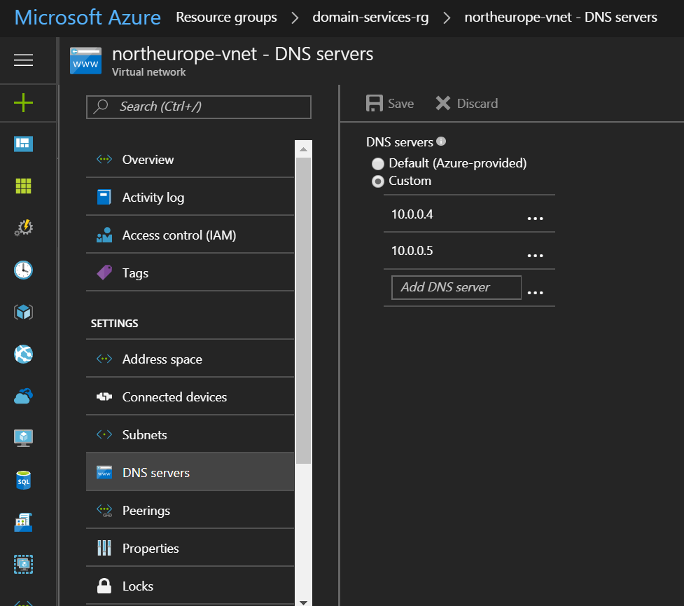 Microsoft Azure Resource groups > domain-services-rg > northeurope-vnet - DNS servers
northeurope-vnet - DNS servers
Virtual network
www
Search (Ctrl+/)
Overview
Activity log
Access control (IAM)
Tags
SETTINGS
Address space
Connected devices
Subnets
www
DNS servers
Peerings
Properties
Locks
SQL
Save
Discard
DNS servers
Default (Azure-provided)
Custom
10.0.0.4 ...
10.0.0.5 ...
Add DNS server ...